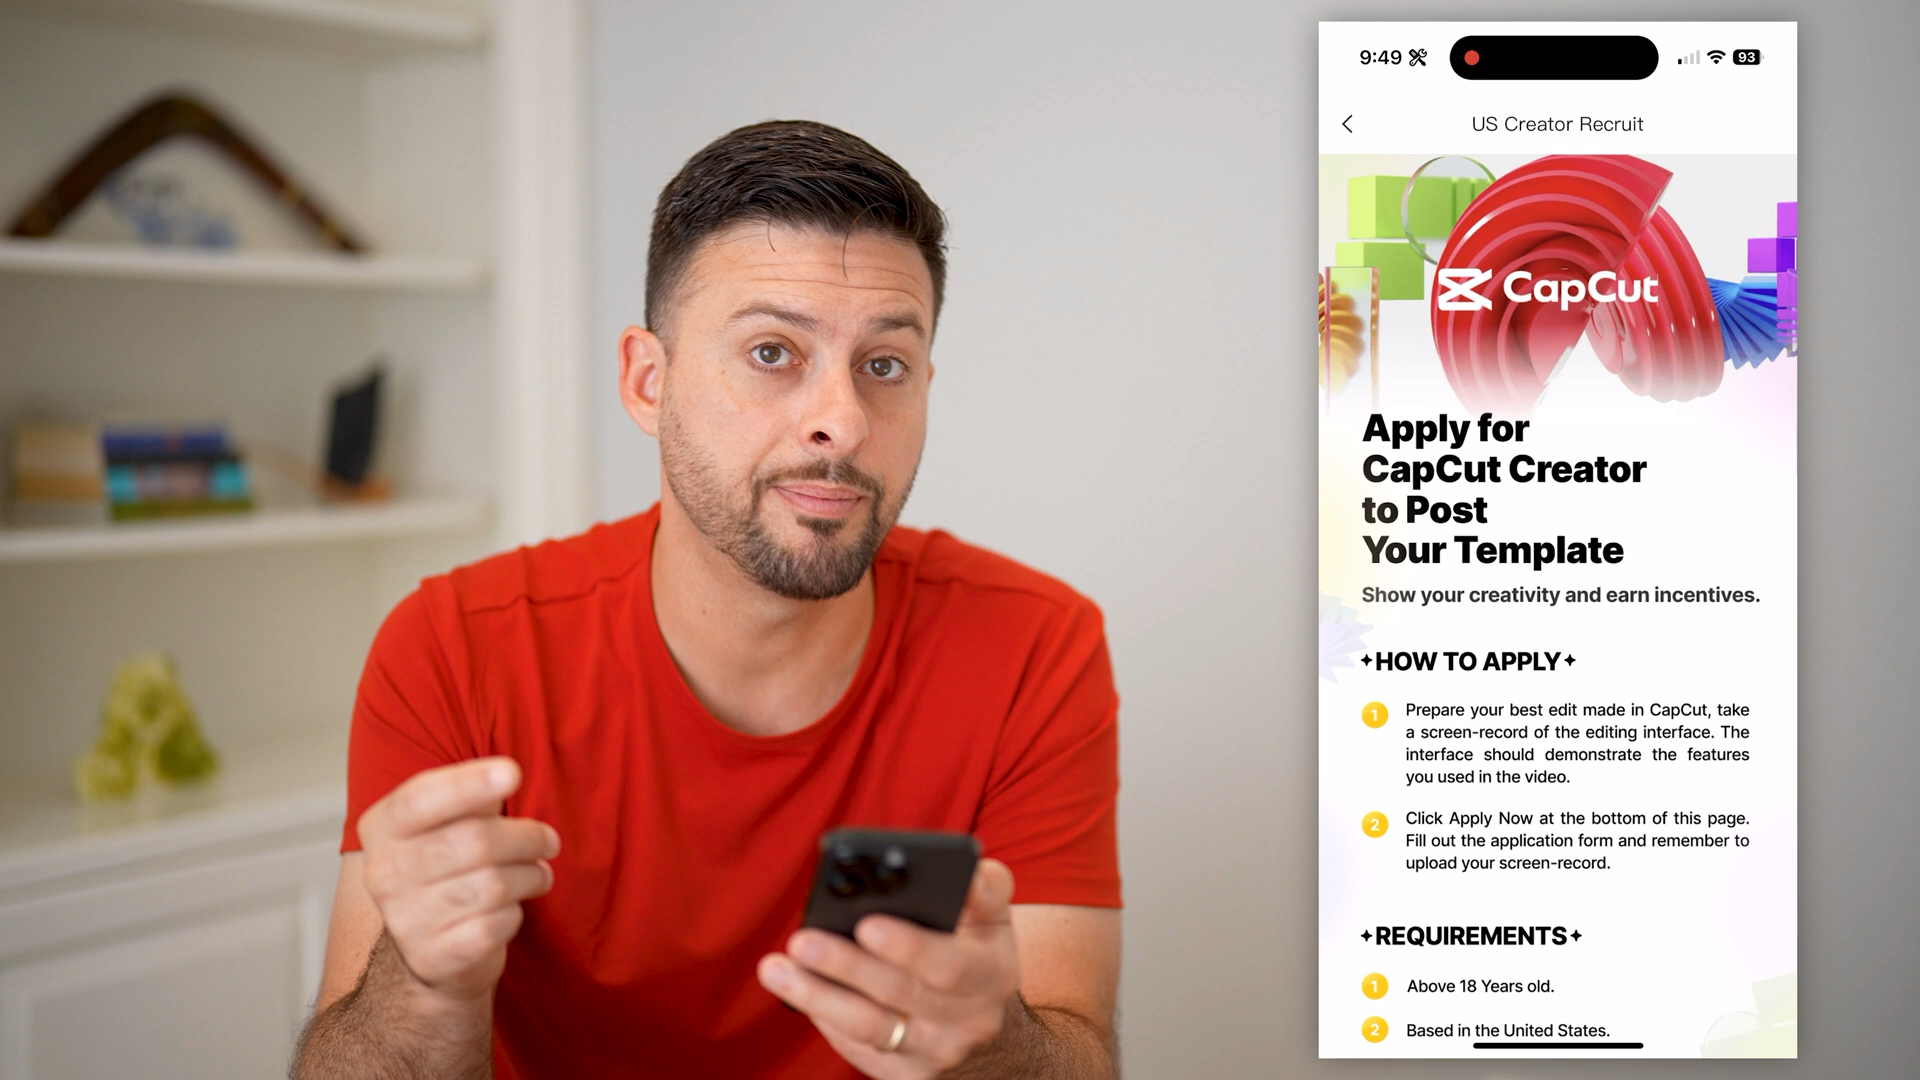 9:49
93
US Creator Recruit
CapCut
Apply for
CapCut Creator
to Post
Your Template
Show your creativity and earn incentives.
HOW TO APPLY
1 Prepare your best edit made in CapCut, take
a screen-record of the editing interface. The
interface should demonstrate the features
you used in the video.
2 Click Apply Now at the bottom of this page.
Fill out the application form and remember to
upload your screen-record.
REQUIREMENTS
1 Above 18 Years old.
2 Based in the United States.